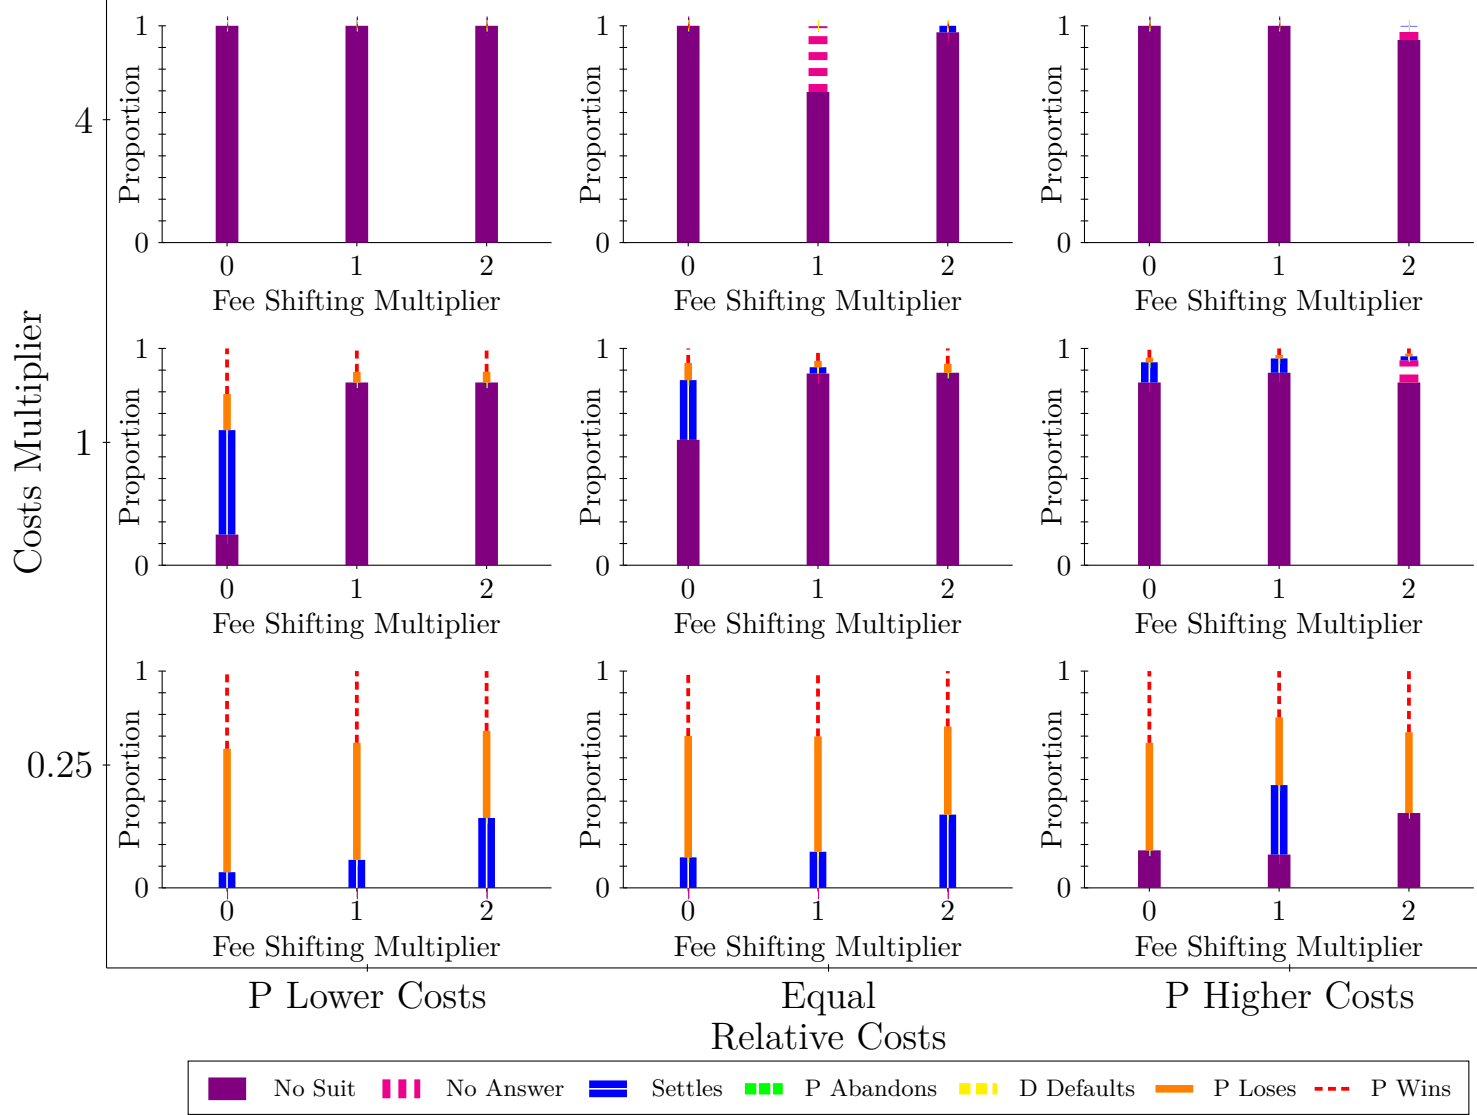 1
0
Proportion
0 1 2
Fee Shifting Multiplier
1
0
Proportion
0 1 2
Fee Shifting Multiplier
1
0
Proportion
0 1 2
Fee Shifting Multiplier
4
1
0
Proportion
0 1 2
Fee Shifting Multiplier
1
0
Proportion
0 1 2
Fee Shifting Multiplier
1
0
Proportion
0 1 2
Fee Shifting Multiplier
1
Costs Multiplier
1
0
Proportion
0 1 2
Fee Shifting Multiplier
1
0
Proportion
0 1 2
Fee Shifting Multiplier
1
0
Proportion
0 1 2
Fee Shifting Multiplier
0.25
P Lower Costs
Equal
P Higher Costs
Relative Costs
No Suit No Answer Settles P Abandons D Defaults P Loses P Wins